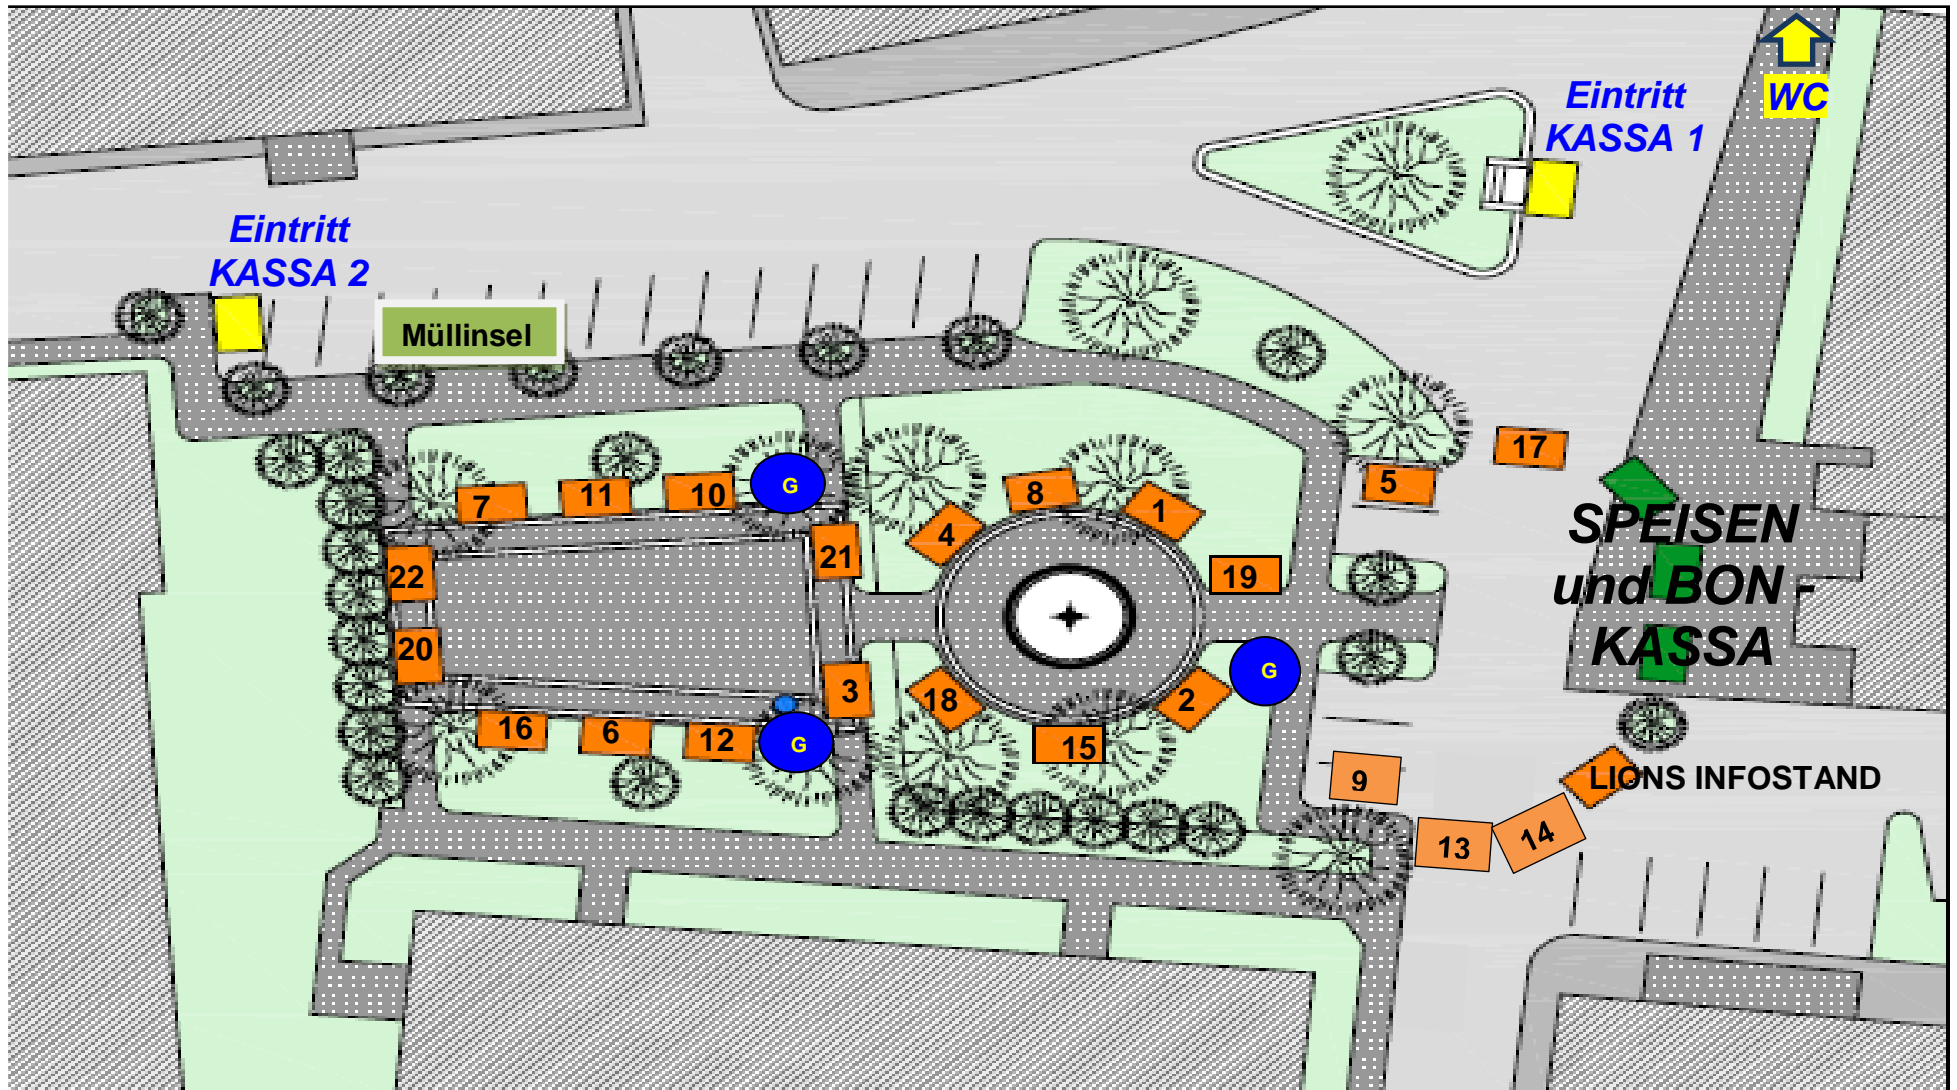 WC
Eintritt
KASSA 1
Eintritt
KASSA 2
Müllinsel
17
5
G
7
11
10
8
1
4
21
22
19
SPEISEN
und BON -
KASSA
20
3
18
2
G
16
6
12
G
15
9
LIONS INFOSTAND
13
14